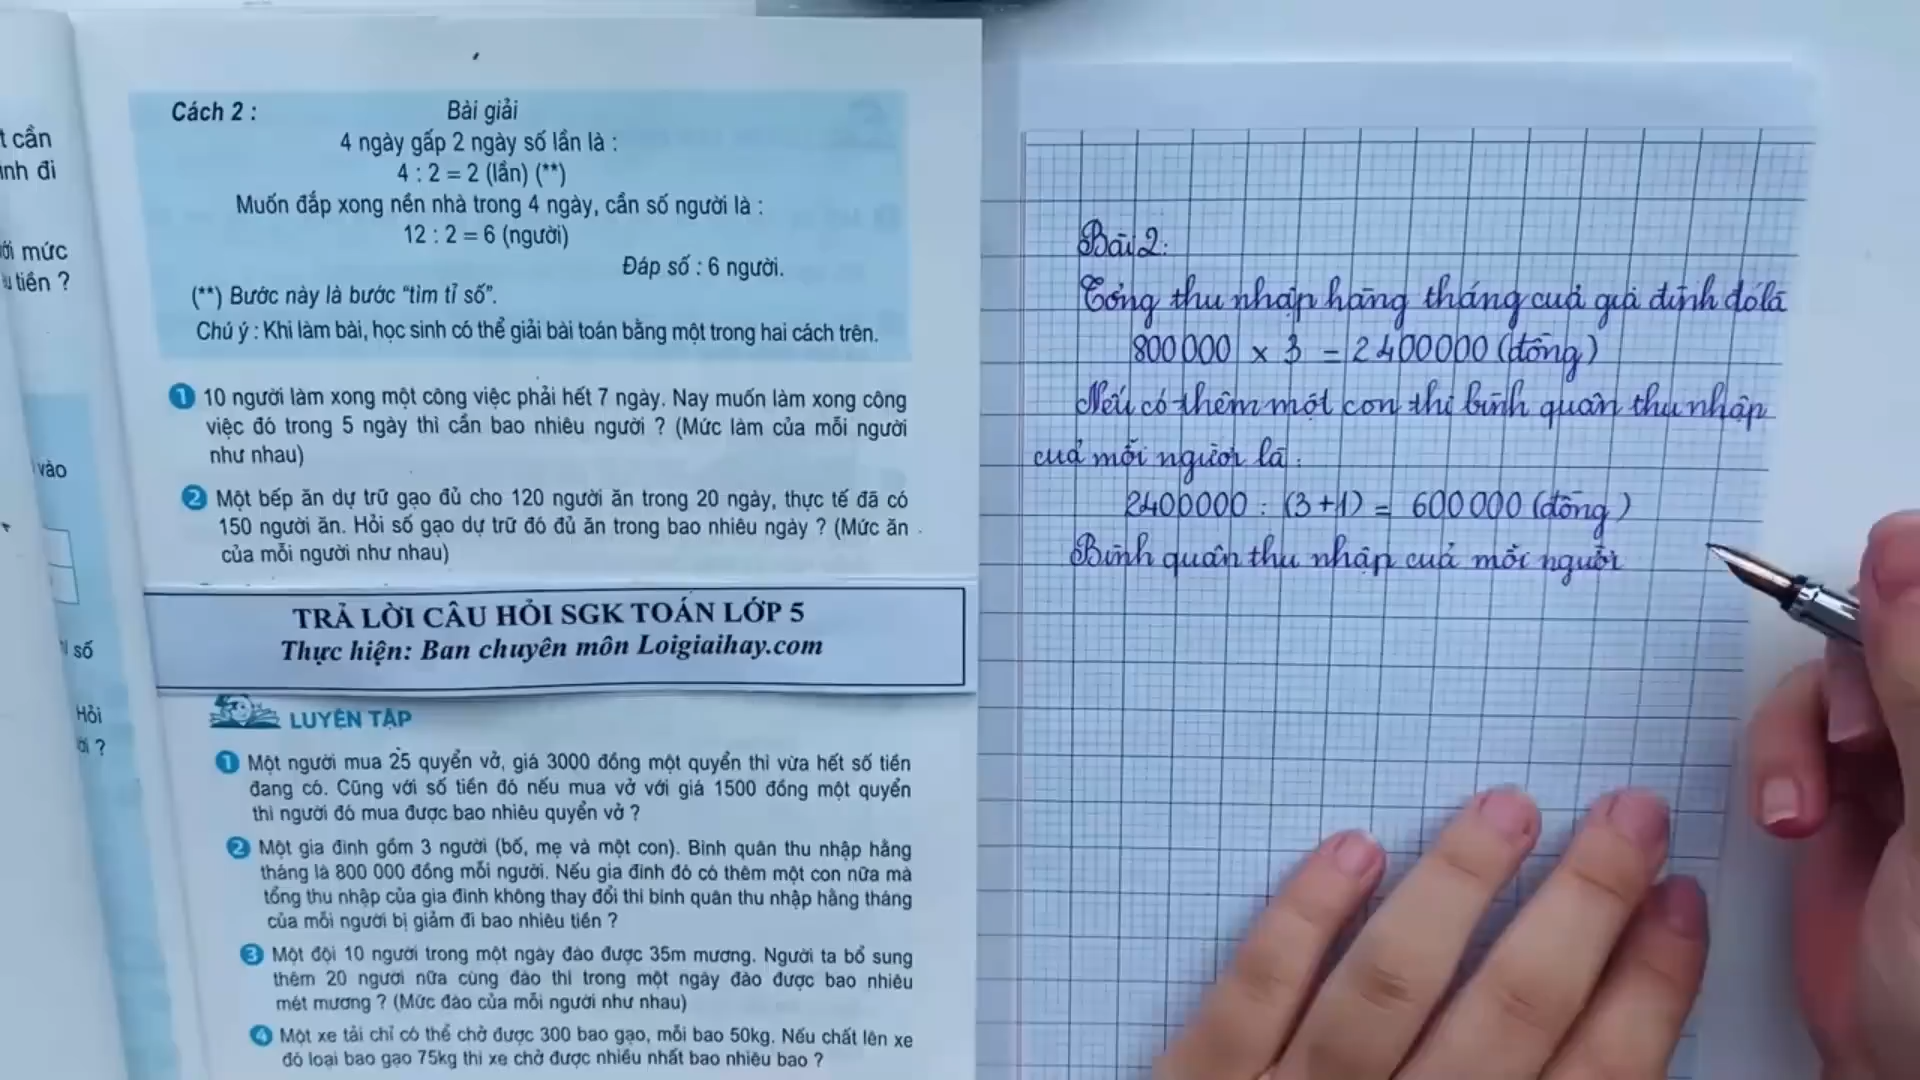 t cần
ình đi
ới mức
tiền ?
vào
số
Hỏi
ời ?
Cách 2 :
Bài giải
4 ngày gấp 2 ngày số lần là :
4 : 2 = 2 (lần) (**)
Muốn đắp xong nền nhà trong 4 ngày, cần số người là :
12 : 2 = 6 (người)
Đáp số : 6 người.
(**) Bước này là bước “tìm tỉ số”.
Chú ý : Khi làm bài, học sinh có thể giải bài toán bằng một trong hai cách trên.
1 10 người làm xong một công việc phải hết 7 ngày. Nay muốn làm xong công
việc đó trong 5 ngày thì cần bao nhiêu người ? (Mức làm của mỗi người
như nhau)
2 Một bếp ăn dự trữ gạo đủ cho 120 người ăn trong 20 ngày, thực tế đã có
150 người ăn. Hỏi số gạo dự trữ đó đủ ăn trong bao nhiêu ngày ? (Mức ăn
của mỗi người như nhau)
TRẢ LỜI CÂU HỎI SGK TOÁN LỚP 5
Thực hiện: Ban chuyên môn Loigiaihay.com
LUYỆN TẬP
1 Một người mua 25 quyển vở, giá 3000 đồng một quyển thì vừa hết số tiền
đang có. Cũng với số tiền đó nếu mua vở với giá 1500 đồng một quyển
thì người đó mua được bao nhiêu quyển vở ?
2 Một gia đình gồm 3 người (bố, mẹ và một con). Bình quân thu nhập hằng
tháng là 800 000 đồng mỗi người. Nếu gia đình đó có thêm một con nữa mà
tổng thu nhập của gia đình không thay đổi thì bình quân thu nhập hằng tháng
của mỗi người bị giảm đi bao nhiêu tiền ?
3 Một đội 10 người trong một ngày đào được 35m mương. Người ta bổ sung
thêm 20 người nữa cùng đào thì trong một ngày đào được bao nhiêu
mét mương ? (Mức đào của mỗi người như nhau)
4 Một xe tải chỉ có thể chở được 300 bao gạo, mỗi bao 50kg. Nếu chất lên xe
đó loại bao gạo 75kg thì xe chở được nhiều nhất bao nhiêu bao ?
Bài 2:
Tổng thu nhập hàng tháng của gia đình đó là
800000 x 3 = 2400000 (đồng)
Nếu có thêm một con thì bình quân thu nhập
của mỗi người là :
2400000 : (3+1) = 600000 (đồng)
Bình quân thu nhập của mỗi người